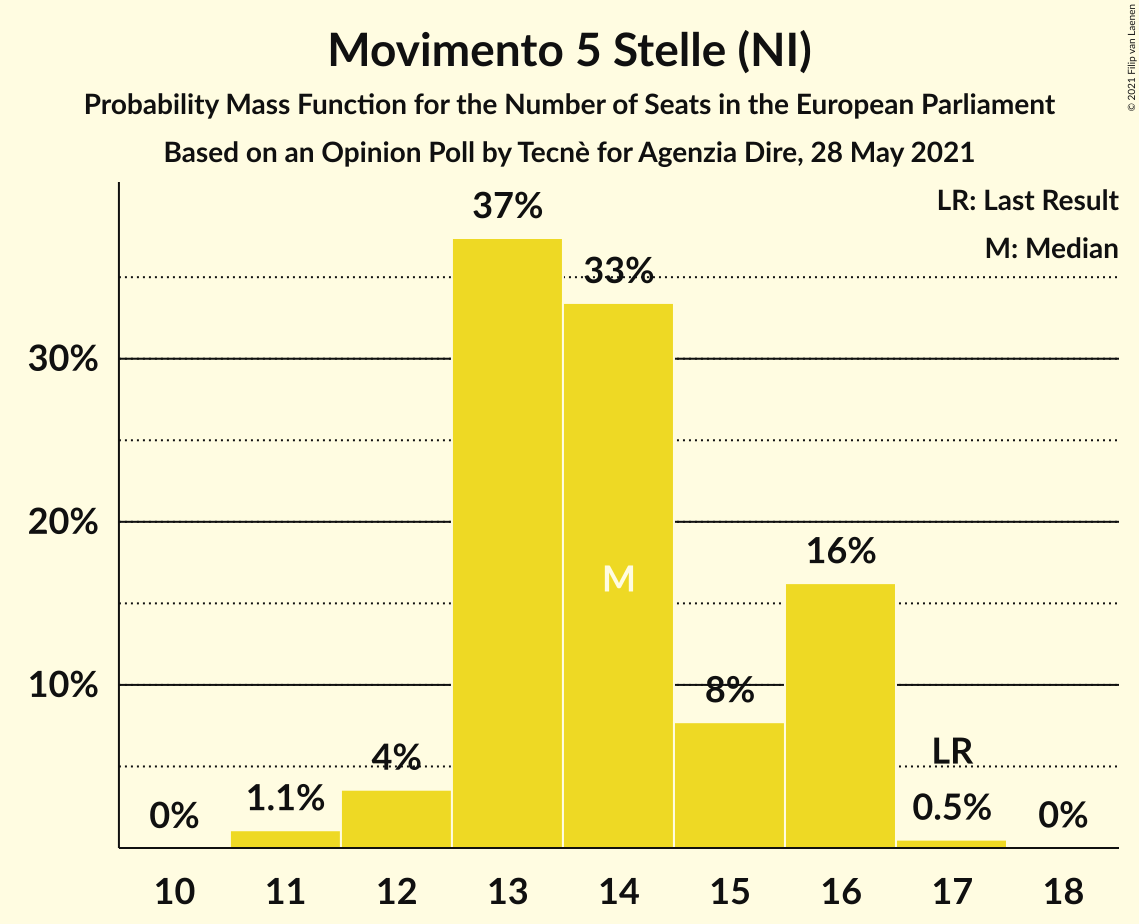 Movimento 5 Stelle (NI)
Probability Mass Function for the Number of Seats in the European Parliament
Based on an Opinion Poll by Tecnè for Agenzia Dire, 28 May 2021
© 2021 Filip van Laenen
LR: Last Result
M: Median
37%
33%
30%
20%
16%
M
10%
8%
4%
LR
0%
1.1%
0.5%
0%
10 11 12 13 14 15 16 17 18